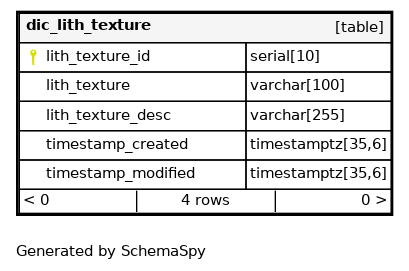 dic_lith_texture [table]
lith_texture_id serial[10]
lith_texture varchar[100]
lith_texture_desc varchar[255]
timestamp_created timestamptz[35,6]
timestamp_modified timestamptz[35,6]
< 0 4 rows 0 >
Generated by SchemaSpy